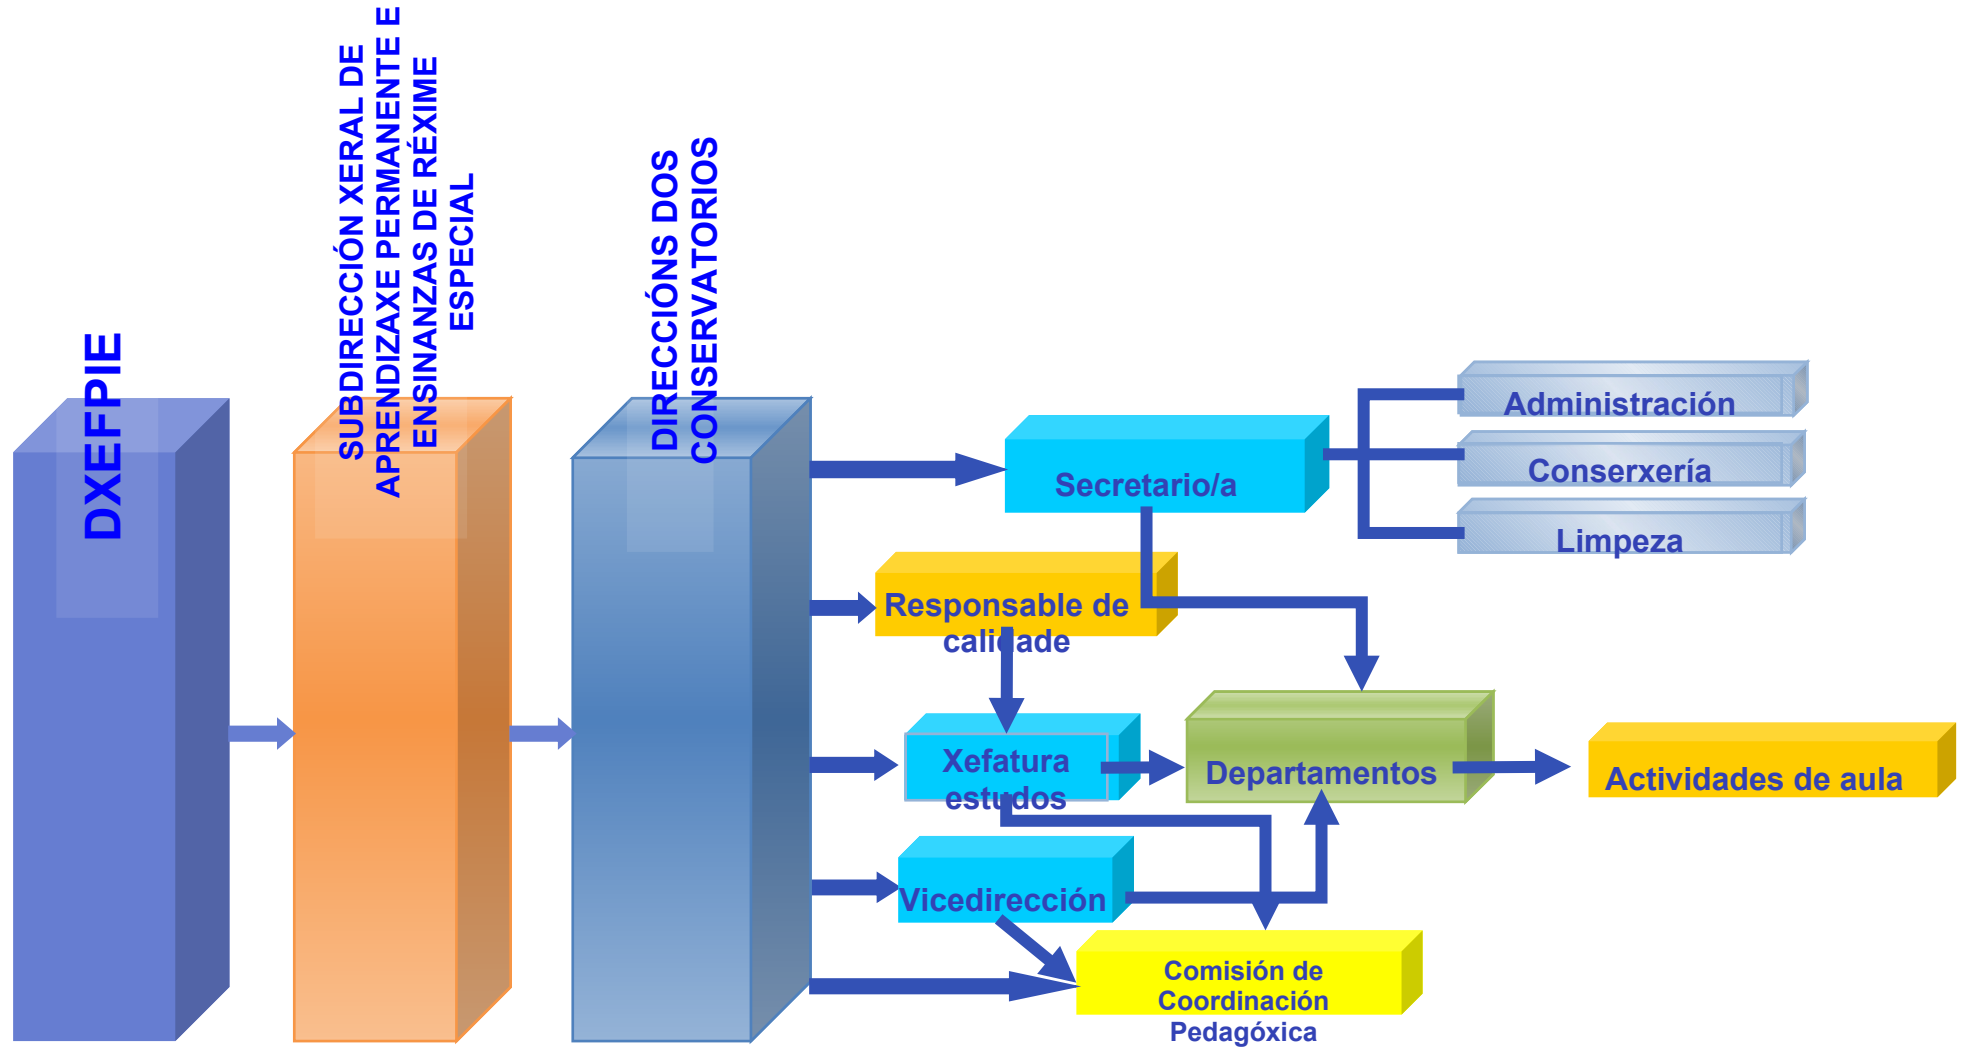 DXEFPIE
SUBDIRECCIÓN XERAL DE
APRENDIZAXE PERMANENTE E
ENSINANZAS DE RÉXIME
ESPECIAL
DIRECCIÓNS DOS
CONSERVATORIOS
Secretario/a
Administración
Conserxería
Limpeza
Responsable de
calidade
Xefatura
estudos
Departamentos
Actividades de aula
Vicedirección
Comisión de
Coordinación
Pedagóxica